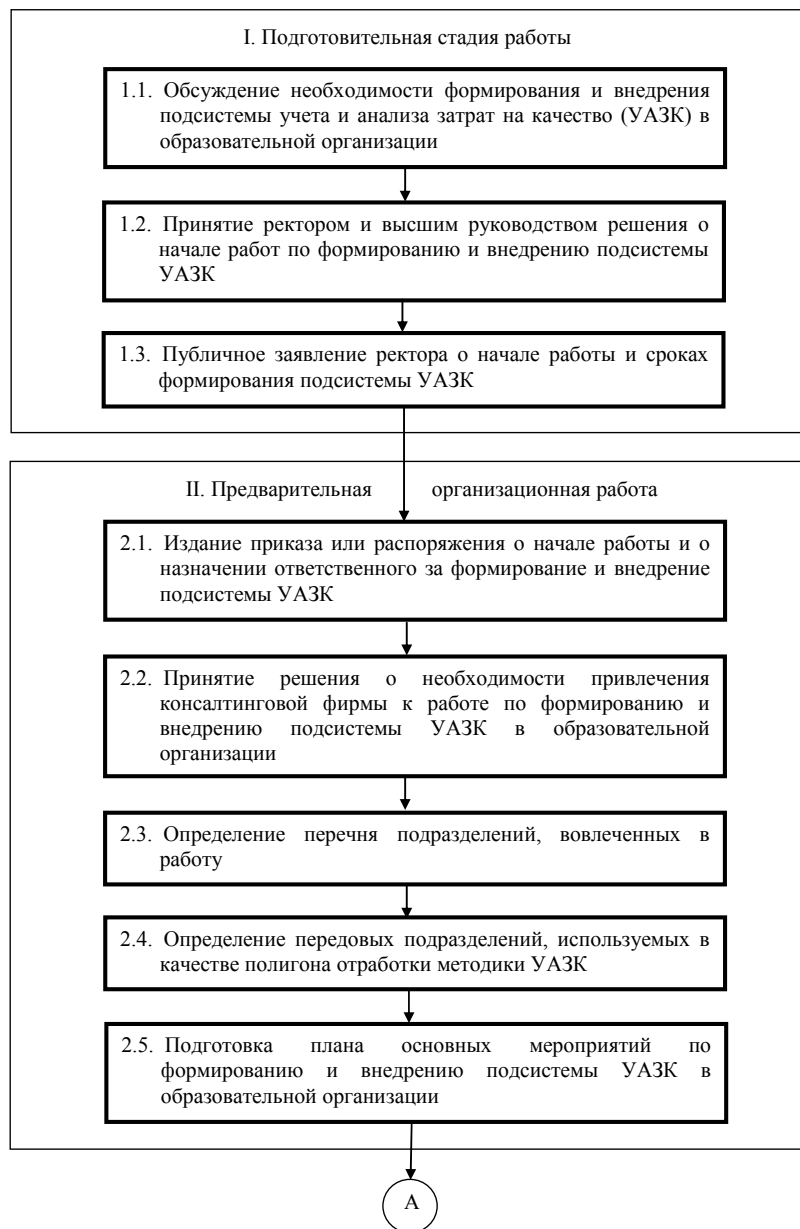 I. Подготовительная стадия работы
1.1. Обсуждение необходимости формирования и внедрения
подсистемы учета и анализа затрат на качество (УАЗК) в
образовательной организации
1.2. Принятие ректором и высшим руководством решения о
начале работ по формированию и внедрению подсистемы
УАЗК
1.3. Публичное заявление ректора о начале работы и сроках
формирования подсистемы УАЗК
II. Предварительная организационная работа
2.1. Издание приказа или распоряжения о начале работы и о
назначении ответственного за формирование и внедрение
подсистемы УАЗК
2.2. Принятие решения о необходимости привлечения
консалтинговой фирмы к работе по формированию и
внедрению подсистемы УАЗК в образовательной
организации
2.3. Определение перечня подразделений, вовлеченных в
работу
2.4. Определение передовых подразделений, используемых в
качестве полигона отработки методики УАЗК
2.5. Подготовка плана основных мероприятий по
формированию и внедрению подсистемы УАЗК в
образовательной организации
А